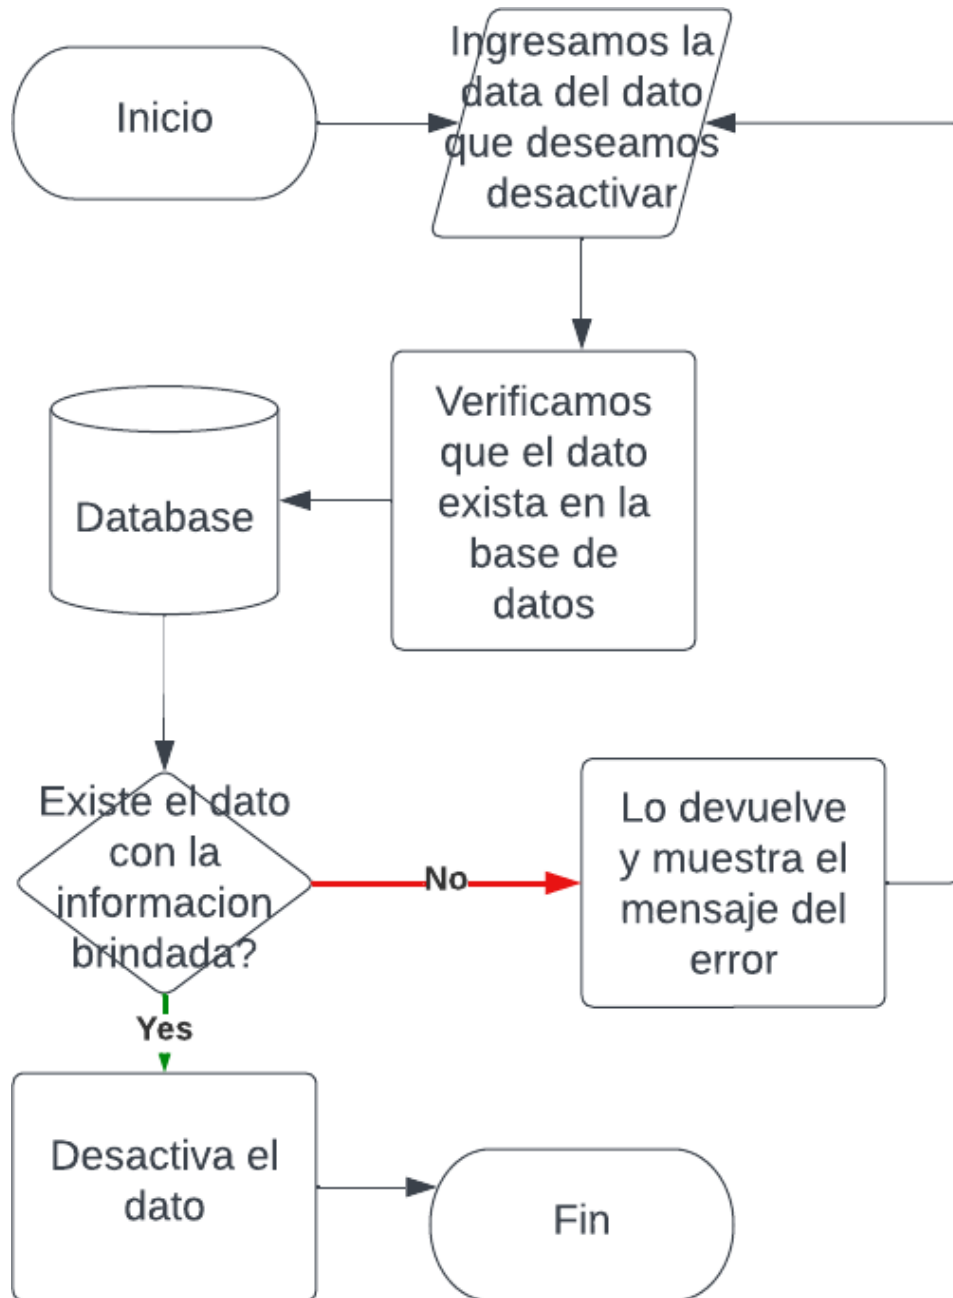 Inicio
Ingresamos la
data del dato
que deseamos
desactivar
Verificamos
que el dato
exista en la
base de
datos
Database
Existe el dato
con la
informacion
brindada?
No
Lo devuelve
y muestra el
mensaje del
error
Yes
Desactiva el
dato
Fin